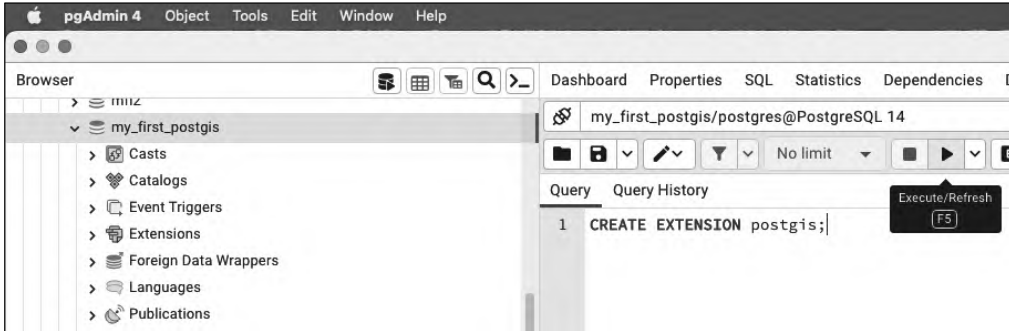 pgAdmin 4 Object Tools Edit Window Help
Browser
Dashboard Properties SQL Statistics Dependencies
my_first_postgis
my_first_postgis/postgres@PostgreSQL 14
Casts
No limit
Catalogs
Query Query History
Execute/Refresh
F5
Event Triggers
1 CREATE EXTENSION postgis;
Extensions
Foreign Data Wrappers
Languages
Publications